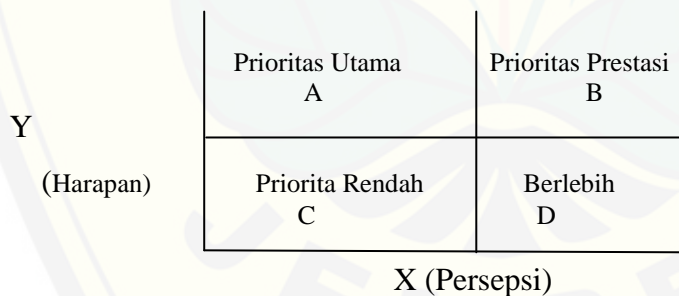 Prioritas Utama Prioritas Prestasi
A B
Y
(Harapan) Priorita Rendah Berlebih
C D
X (Persepsi)